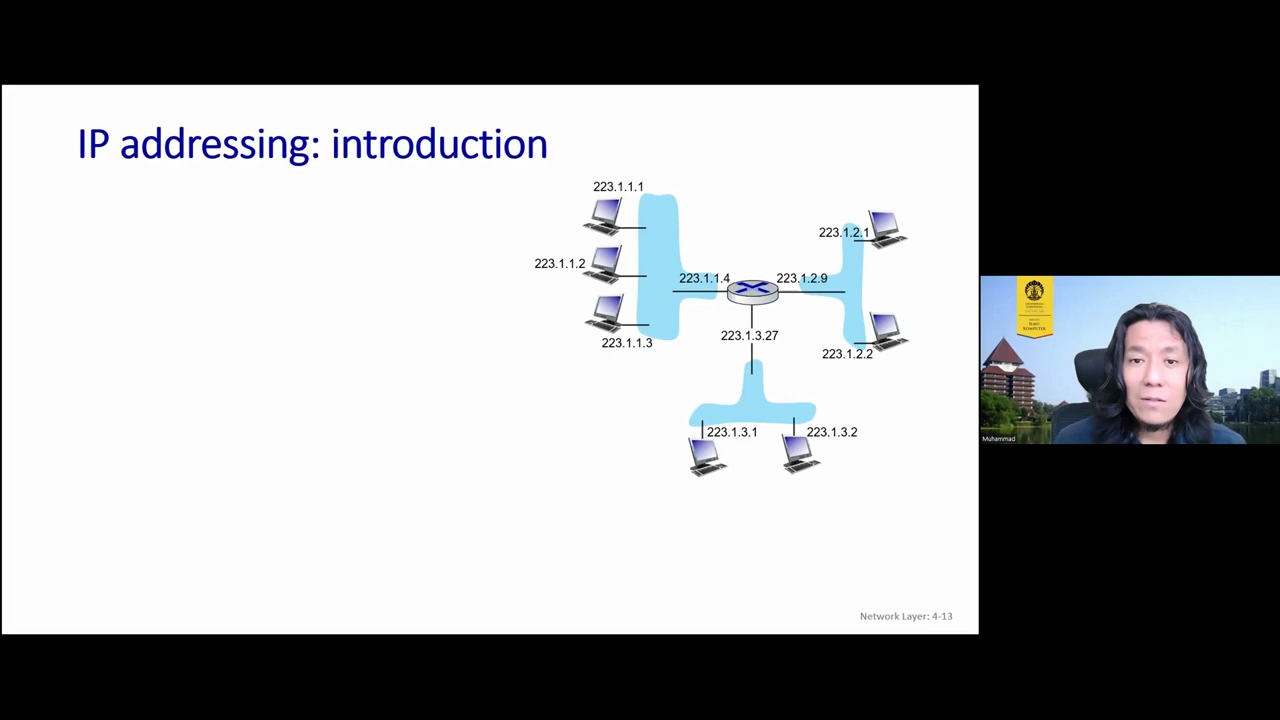 IP addressing: introduction
223.1.1.1
223.1.1.2
223.1.1.3
223.1.1.4
223.1.2.9
223.1.2.1
223.1.2.2
223.1.3.27
223.1.3.1
223.1.3.2
Network Layer: 4-13
Muhammad
ILMU
KOMPUTER